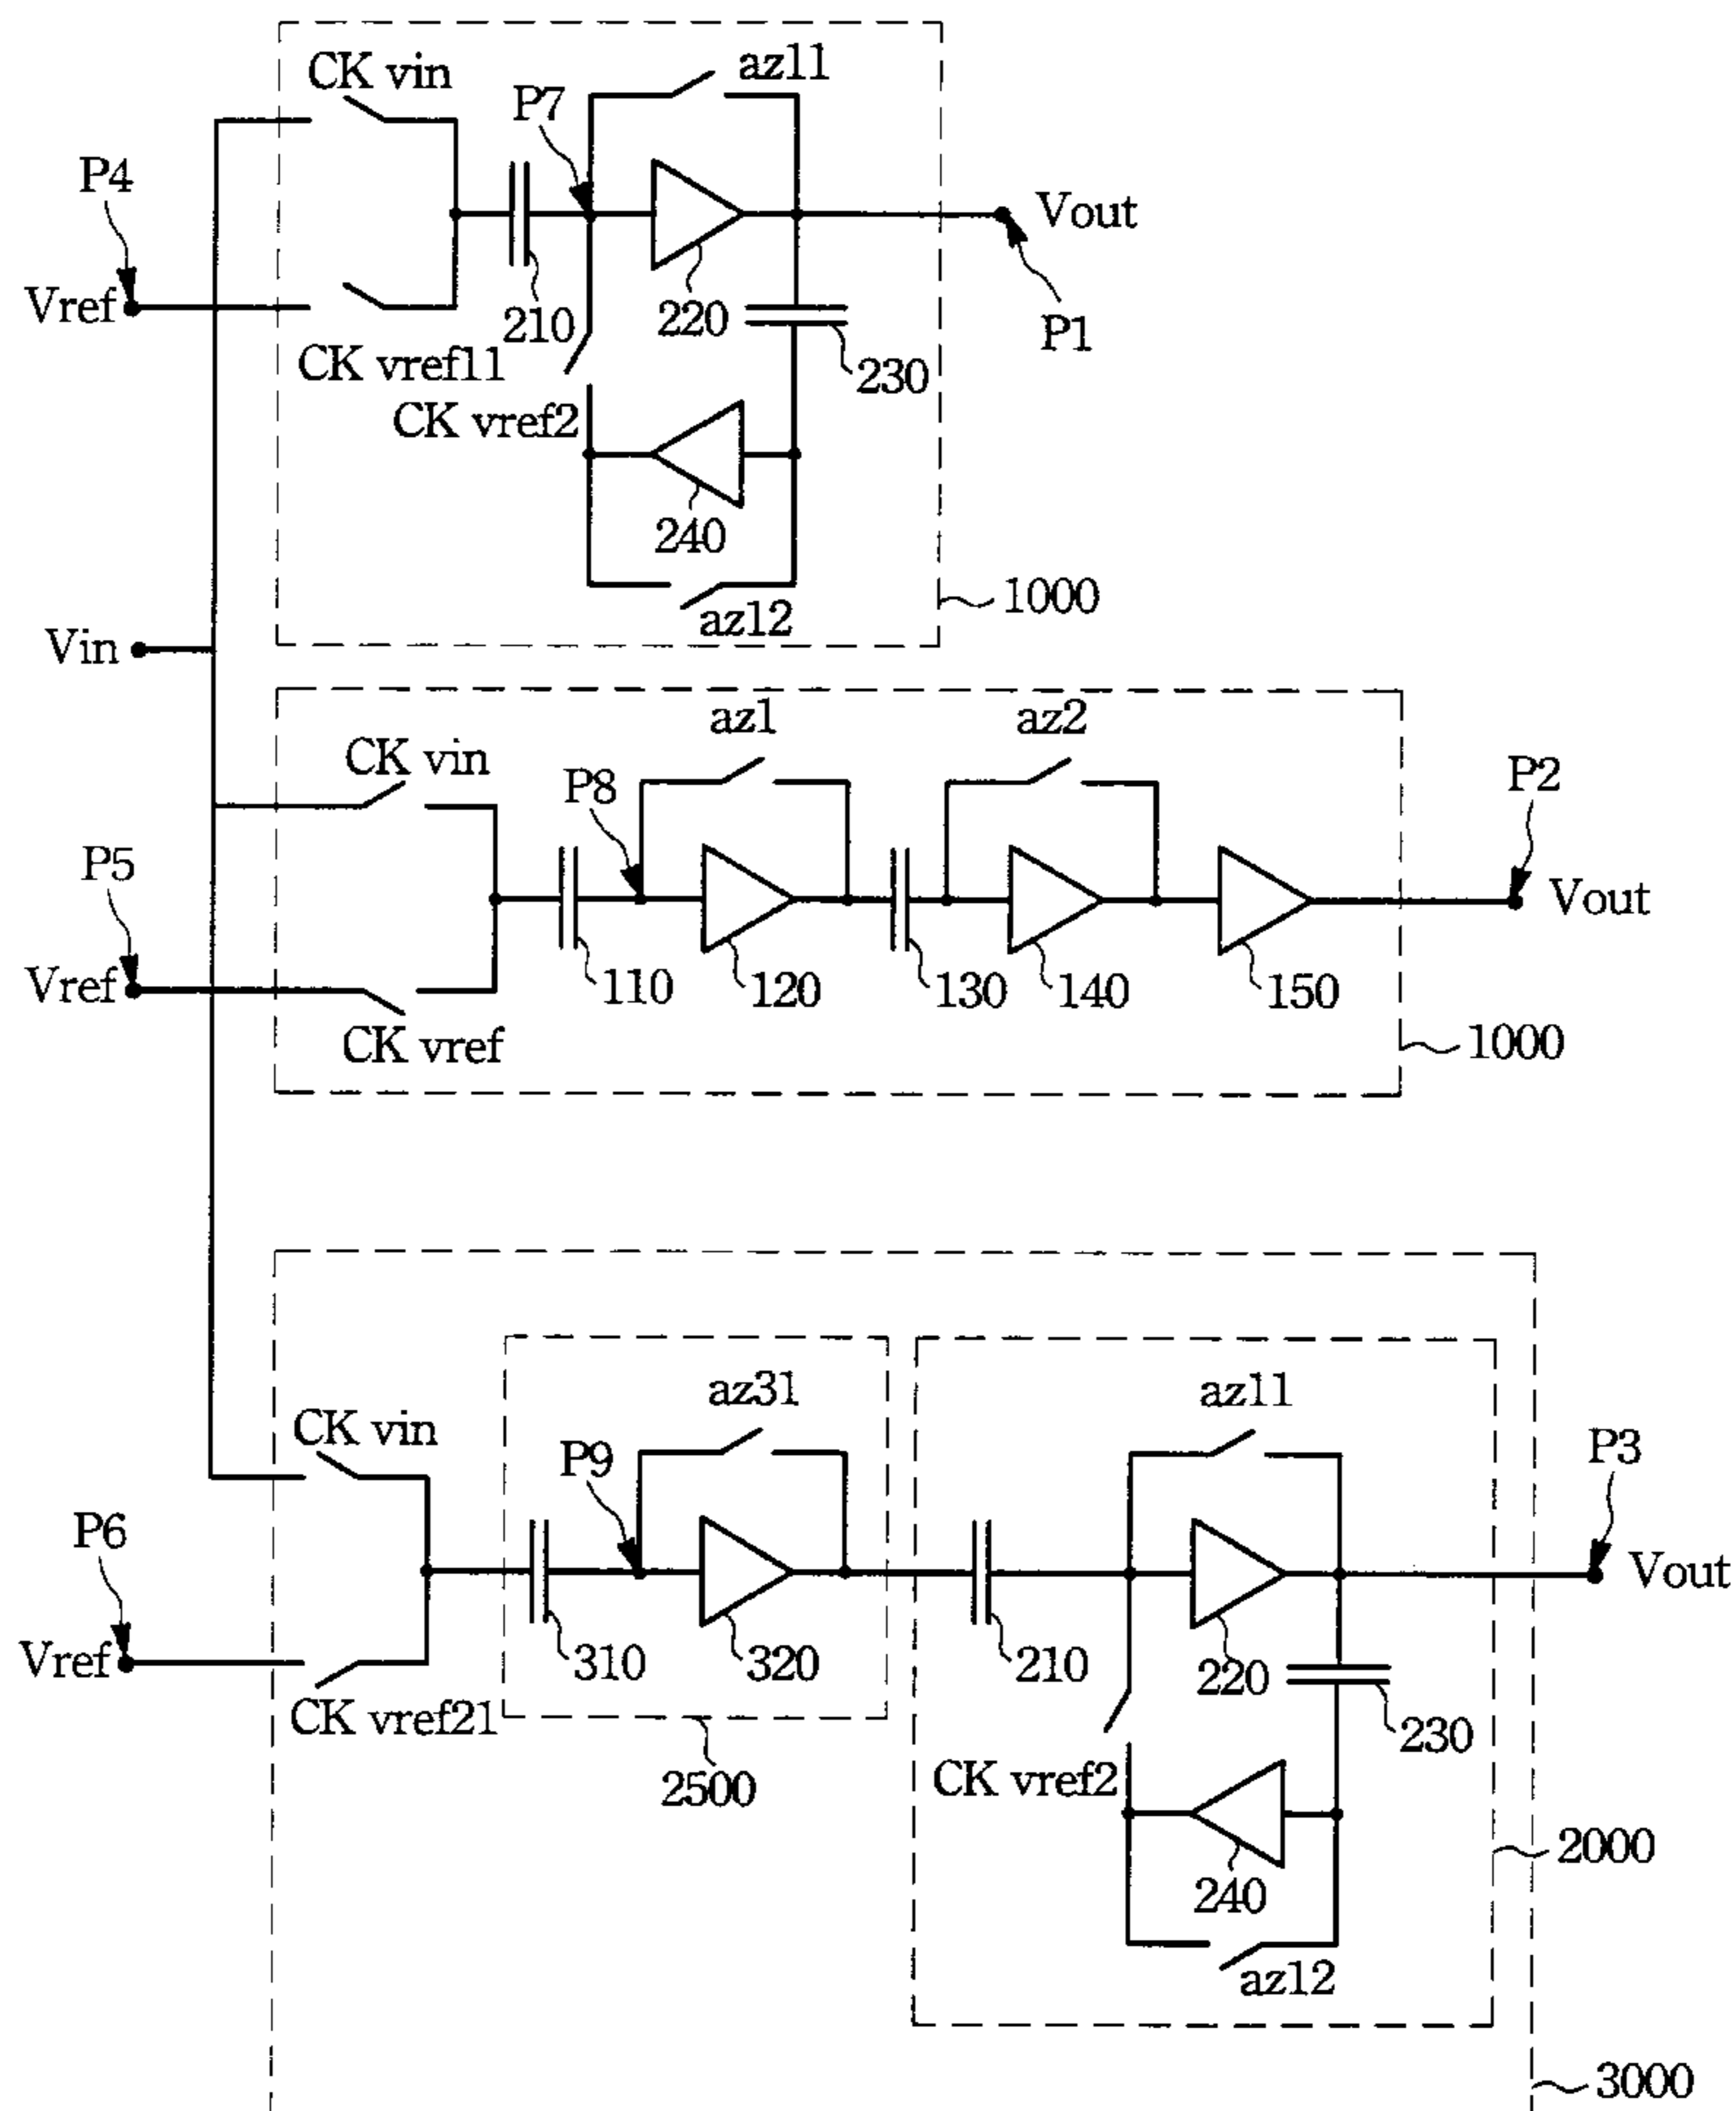 CK vin
az11
P7
P4
Vout
Vref
210
220
P1
CK vref11
230
CK vref2
240
az12
1000
Vin
az1
az2
CK vin
P8
P2
P5
Vout
Vref
110
120
130
140
150
CK vref
1000
az31
az11
CK vin
P9
P3
P6
Vout
Vref
310
320
210
220
CK vref21
230
2500
CK vref2
2000
240
az12
3000